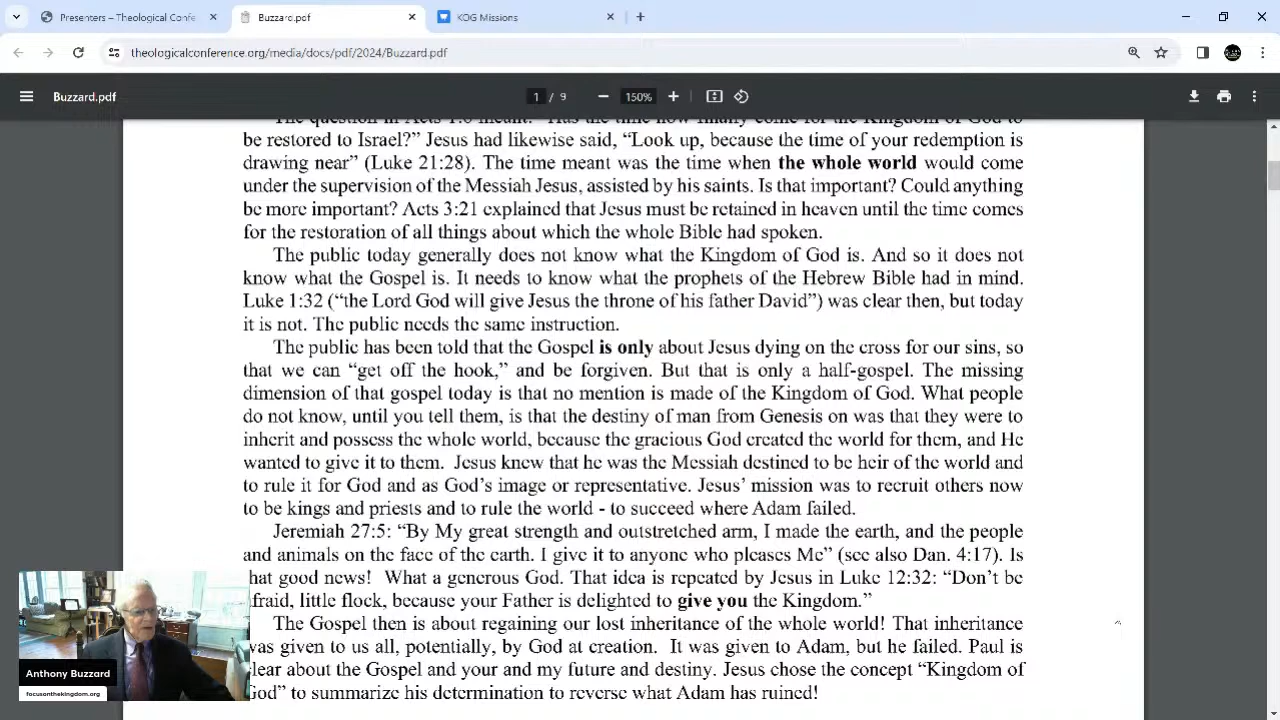 Presenters – Theological Confe
Buzzard.pdf
KOG Missions
theologicalconference.org/media/docs/pdf/2024/Buzzard.pdf
Buzzard.pdf
1 / 9
150%
be restored to Israel?” Jesus had likewise said, “Look up, because the time of your redemption is
drawing near” (Luke 21:28). The time meant was the time when the whole world would come
under the supervision of the Messiah Jesus, assisted by his saints. Is that important? Could anything
be more important? Acts 3:21 explained that Jesus must be retained in heaven until the time comes
for the restoration of all things about which the whole Bible had spoken.
The public today generally does not know what the Kingdom of God is. And so it does not
know what the Gospel is. It needs to know what the prophets of the Hebrew Bible had in mind.
Luke 1:32 (“the Lord God will give Jesus the throne of his father David”) was clear then, but today
it is not. The public needs the same instruction.
The public has been told that the Gospel is only about Jesus dying on the cross for our sins, so
that we can “get off the hook,” and be forgiven. But that is only a half-gospel. The missing
dimension of that gospel today is that no mention is made of the Kingdom of God. What people
do not know, until you tell them, is that the destiny of man from Genesis on was that they were to
inherit and possess the whole world, because the gracious God created the world for them, and He
wanted to give it to them. Jesus knew that he was the Messiah destined to be heir of the world and
to rule it for God and as God’s image or representative. Jesus’ mission was to recruit others now
to be kings and priests and to rule the world - to succeed where Adam failed.
Jeremiah 27:5: “By My great strength and outstretched arm, I made the earth, and the people
and animals on the face of the earth. I give it to anyone who pleases Me” (see also Dan. 4:17). Is
that good news! What a generous God. That idea is repeated by Jesus in Luke 12:32: “Don’t be
afraid, little flock, because your Father is delighted to give you the Kingdom.”
The Gospel then is about regaining our lost inheritance of the whole world! That inheritance
was given to us all, potentially, by God at creation. It was given to Adam, but he failed. Paul is
clear about the Gospel and your and my future and destiny. Jesus chose the concept “Kingdom of
God” to summarize his determination to reverse what Adam has ruined!
Anthony Buzzard
focusonthekingdom.org